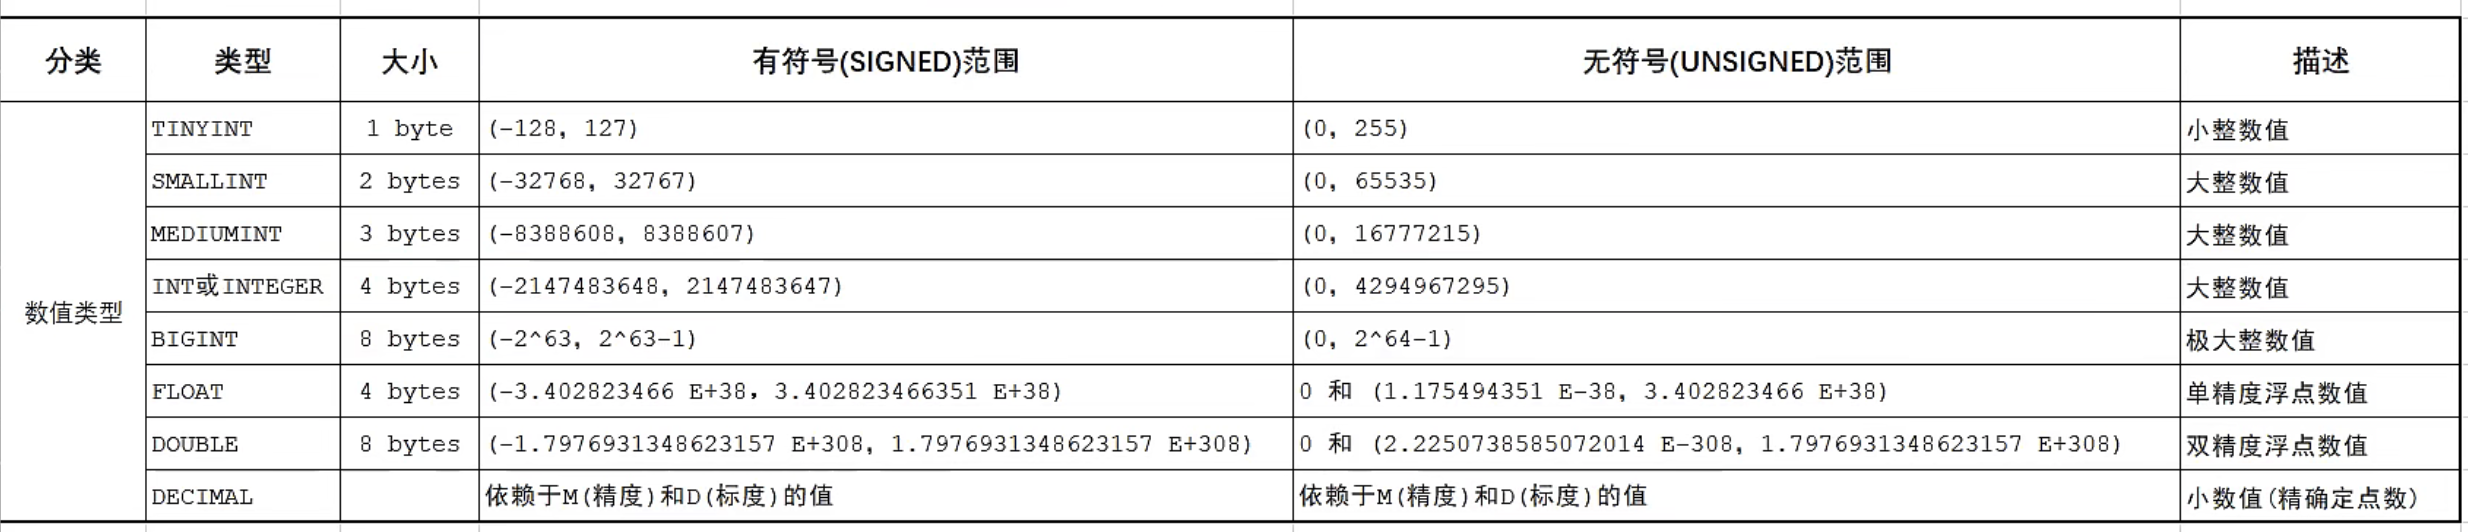 分类 类型 大小 有符号(SIGNED)范围 无符号(UNSIGNED)范围 描述
数值类型
TINYINT 1 byte (-128, 127) (0, 255) 小整数值
SMALLINT 2 bytes (-32768, 32767) (0, 65535) 大整数值
MEDIUMINT 3 bytes (-8388608, 8388607) (0, 16777215) 大整数值
INT或INTEGER 4 bytes (-2147483648, 2147483647) (0, 4294967295) 大整数值
BIGINT 8 bytes (-2^63, 2^63-1) (0, 2^64-1) 极大整数值
FLOAT 4 bytes (-3.402823466 E+38, 3.402823466351 E+38) 0 和 (1.175494351 E-38, 3.402823466 E+38) 单精度浮点数值
DOUBLE 8 bytes (-1.7976931348623157 E+308, 1.7976931348623157 E+308) 0 和 (2.2250738585072014 E-308, 1.7976931348623157 E+308) 双精度浮点数值
DECIMAL 依赖于M(精度)和D(标度)的值 依赖于M(精度)和D(标度)的值 小数值(精确定点数)